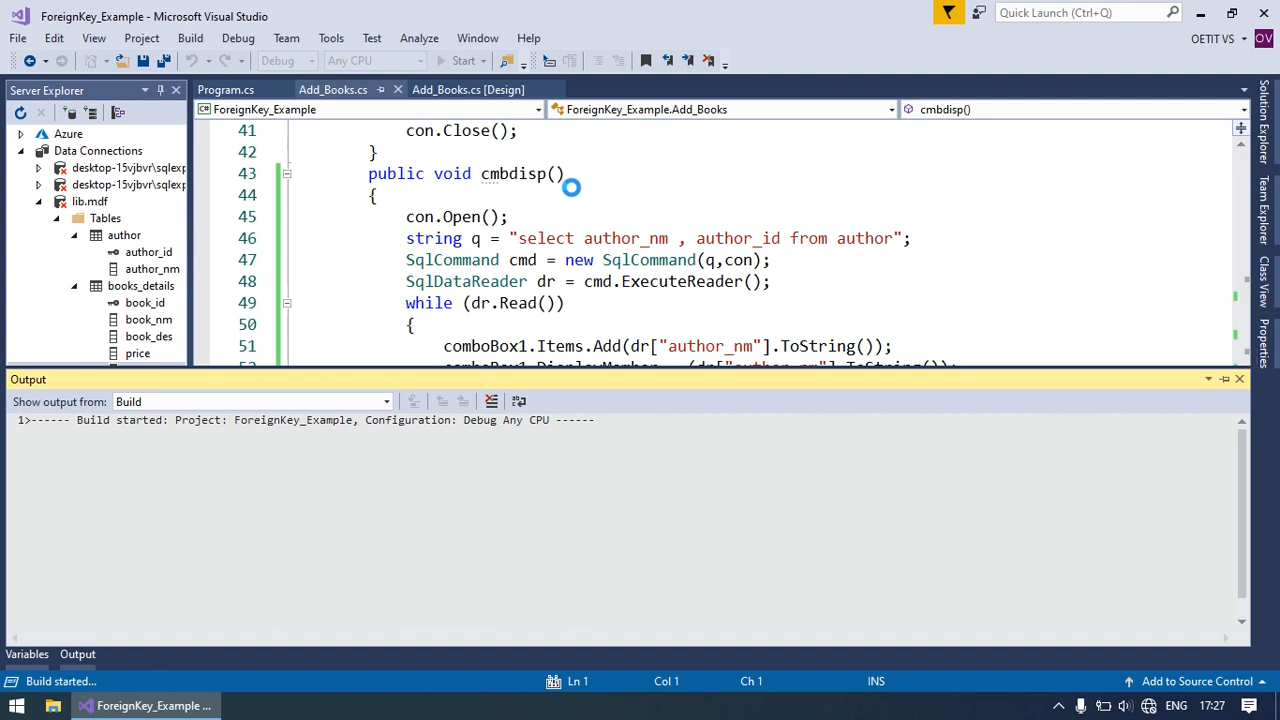 ForeignKey_Example - Microsoft Visual Studio
Quick Launch (Ctrl+Q)
File Edit View Project Build Debug Team Tools Test Analyze Window Help
OETIT VS
OV
Debug Any CPU Start
Server Explorer
Program.cs Add_Books.cs Add_Books.cs [Design]
ForeignKey_Example ForeignKey_Example.Add_Books cmbdisp()
Azure
Data Connections
desktop-15vjbvr\sqlexp
desktop-15vjbvr\sqlexp
lib.mdf
Tables
author
author_id
author_nm
books_details
book_id
book_nm
book_des
price
41 con.Close();
42 }
43 public void cmbdisp()
44 {
45 con.Open();
46 string q = "select author_nm , author_id from author";
47 SqlCommand cmd = new SqlCommand(q,con);
48 SqlDataReader dr = cmd.ExecuteReader();
49 while (dr.Read())
50 {
51 comboBox1.Items.Add(dr["author_nm"].ToString());
Solution Explorer
Team Explorer
Class View
Properties
Output
Show output from: Build
1>------ Build started: Project: ForeignKey_Example, Configuration: Debug Any CPU ------
Variables Output
Build started... Ln 1 Col 1 Ch 1 INS Add to Source Control
ForeignKey_Example ... ENG 17:27